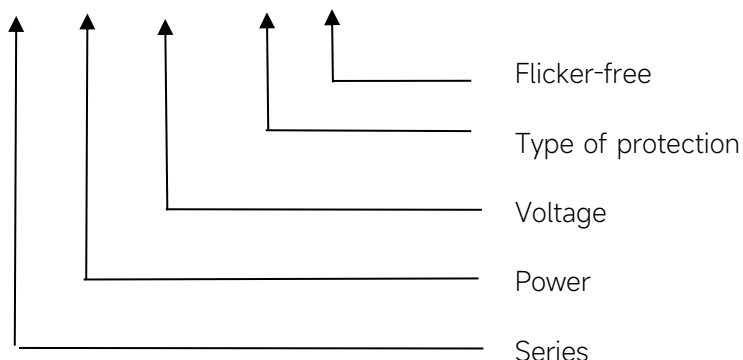 Flicker-free
Type of protection
Voltage
Power
Series